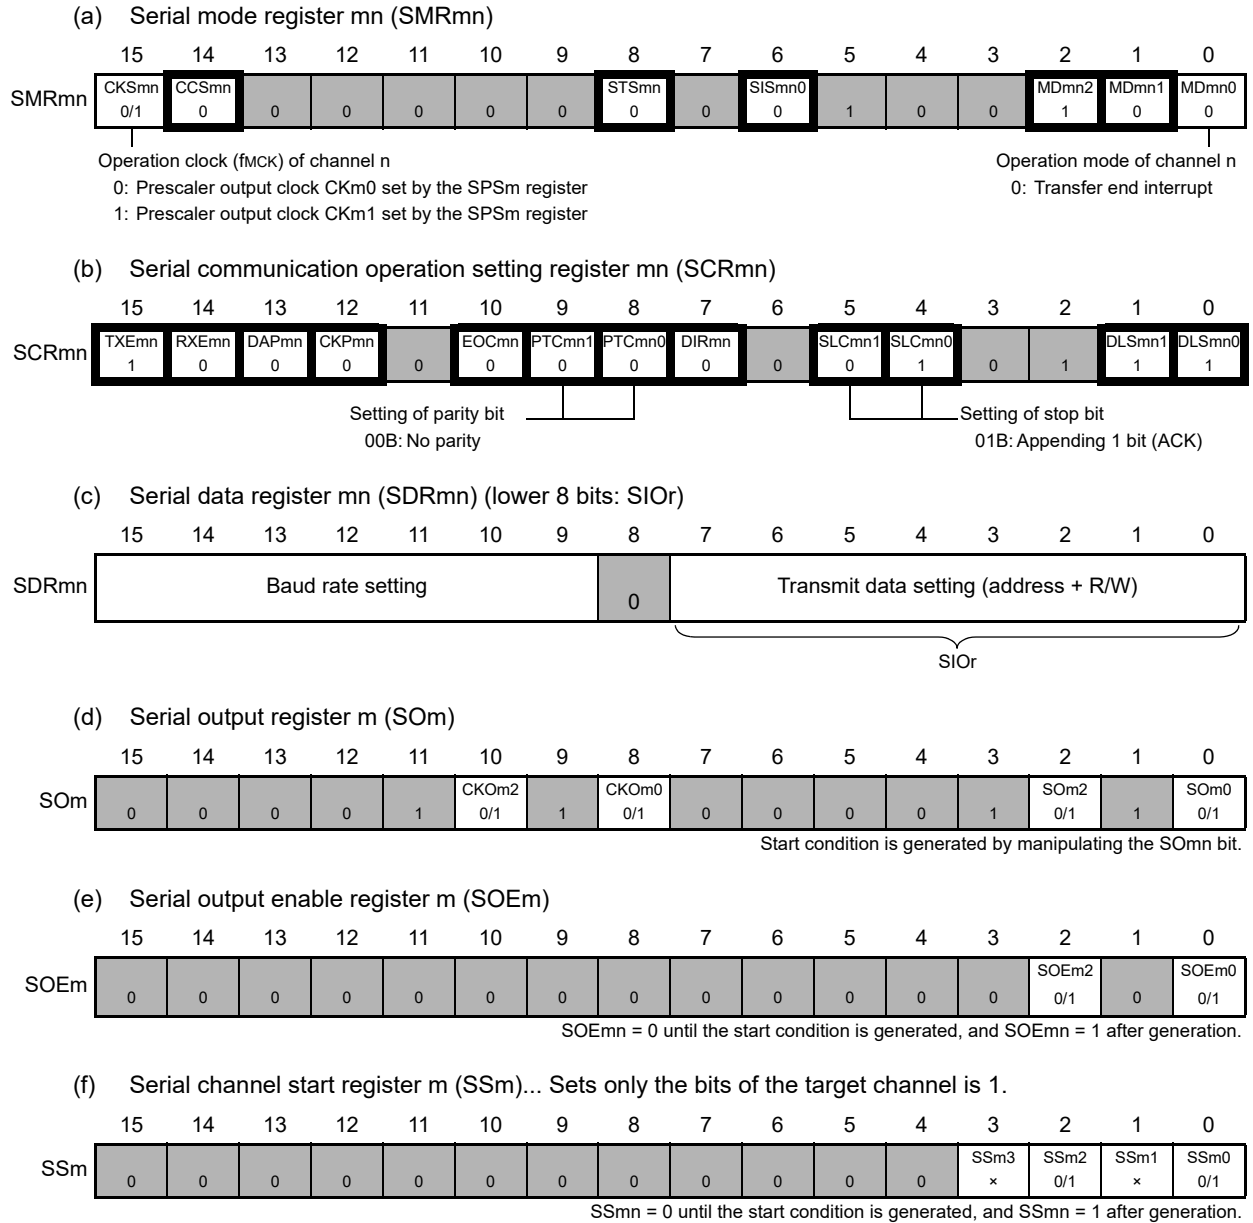 (a) Serial mode register mn (SMRmn)
15 14 13 12 11 10 9 8 7 6 5 4 3 2 1 0
CKSmn CCSmn STSmn SISmn0 MDmn2 MDmn1 MDmn0
SMRmn 0/1 0 0 0 0 0 0 0 0 0 1 0 0 1 0 0
Operation clock (fMCK) of channel n
0: Prescaler output clock CKm0 set by the SPSm register
1: Prescaler output clock CKm1 set by the SPSm register
Operation mode of channel n
0: Transfer end interrupt
(b) Serial communication operation setting register mn (SCRmn)
15 14 13 12 11 10 9 8 7 6 5 4 3 2 1 0
TXEmn RXEmn DAPmn CKPmn EOCmn PTCmn1 PTCmn0 DIRmn SLCmn1 SLCmn0 DLSmn1 DLSmn0
SCRmn 1 0 0 0 0 0 0 0 0 0 0 1 0 1 1 1
Setting of parity bit
00B: No parity
Setting of stop bit
01B: Appending 1 bit (ACK)
(c) Serial data register mn (SDRmn) (lower 8 bits: SIOr)
15 14 13 12 11 10 9 8 7 6 5 4 3 2 1 0
SDRmn Baud rate setting 0 Transmit data setting (address + R/W)
SIOr
(d) Serial output register m (SOm)
15 14 13 12 11 10 9 8 7 6 5 4 3 2 1 0
CKOm2 CKOm0 SOm2 SOm0
SOm 0 0 0 0 1 0/1 1 0/1 0 0 0 0 1 0/1 1 0/1
Start condition is generated by manipulating the SOmn bit.
(e) Serial output enable register m (SOEm)
15 14 13 12 11 10 9 8 7 6 5 4 3 2 1 0
SOEm2 SOEm0
SOEm 0 0 0 0 0 0 0 0 0 0 0 0 0 0/1 0 0/1
SOEmn = 0 until the start condition is generated, and SOEmn = 1 after generation.
(f) Serial channel start register m (SSm)... Sets only the bits of the target channel is 1.
15 14 13 12 11 10 9 8 7 6 5 4 3 2 1 0
SSm3 SSm2 SSm1 SSm0
SSm 0 0 0 0 0 0 0 0 0 0 0 0 × 0/1 × 0/1
SSmn = 0 until the start condition is generated, and SSmn = 1 after generation.